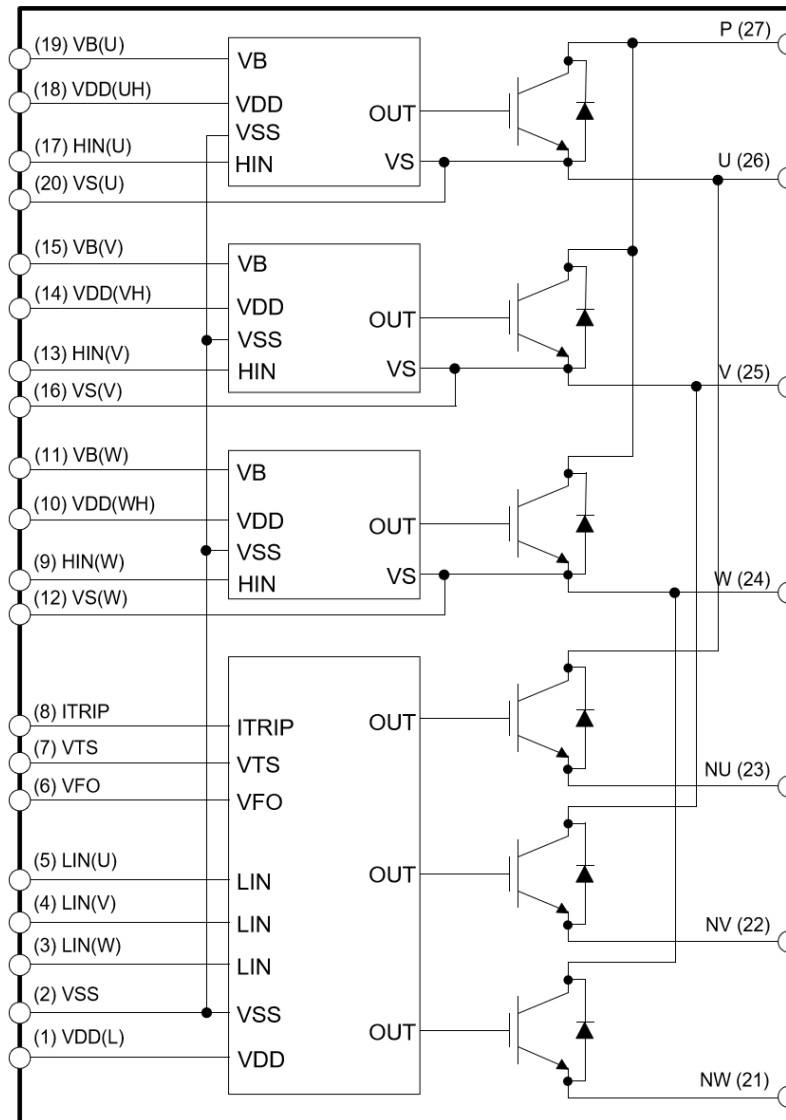 (19) VB(U)
VB
P (27)
(18) VDD(UH)
VDD
OUT
VSS
(17) HIN(U)
HIN
VS
U (26)
(20) VS(U)
(15) VB(V)
VB
(14) VDD(VH)
VDD
OUT
VSS
(13) HIN(V)
HIN
VS
V (25)
(16) VS(V)
(11) VB(W)
VB
(10) VDD(WH)
VDD
OUT
VSS
(9) HIN(W)
HIN
VS
W (24)
(12) VS(W)
(8) ITRIP
ITRIP
OUT
(7) VTS
VTS
NU (23)
(6) VFO
VFO
(5) LIN(U)
LIN
OUT
(4) LIN(V)
LIN
NV (22)
(3) LIN(W)
LIN
(2) VSS
VSS
OUT
(1) VDD(L)
VDD
NW (21)